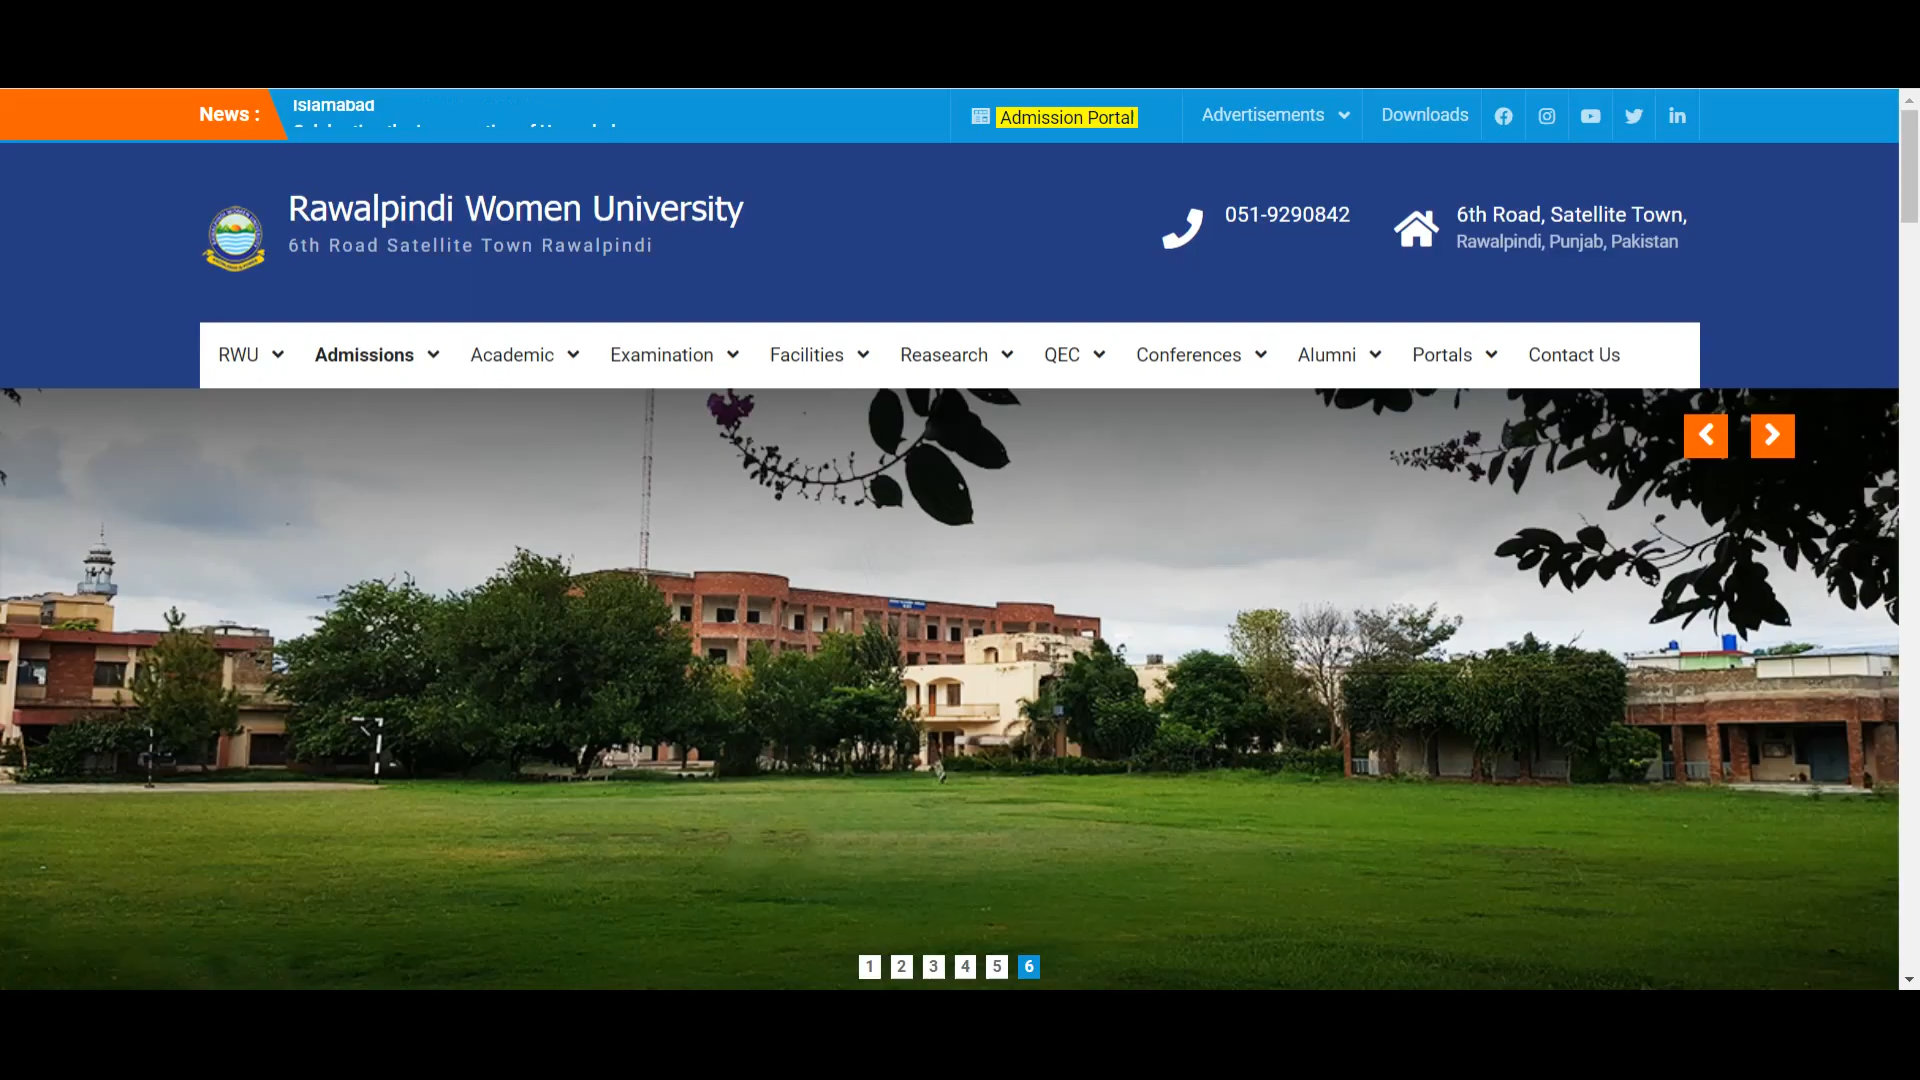 News :
Islamabad
Admission Portal
Advertisements
Downloads
Rawalpindi Women University
6th Road Satellite Town Rawalpindi
051-9290842
6th Road, Satellite Town,
Rawalpindi, Punjab, Pakistan
RWU Admissions Academic Examination Facilities Reasearch QEC Conferences Alumni Portals Contact Us
1 2 3 4 5 6